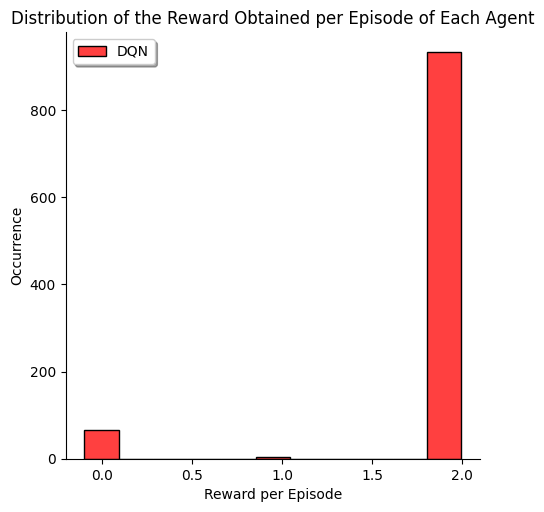 Distribution of the Reward Obtained per Episode of Each Agent
DQN
Occurrence
800
600
400
200
0
0.0 0.5 1.0 1.5 2.0
Reward per Episode